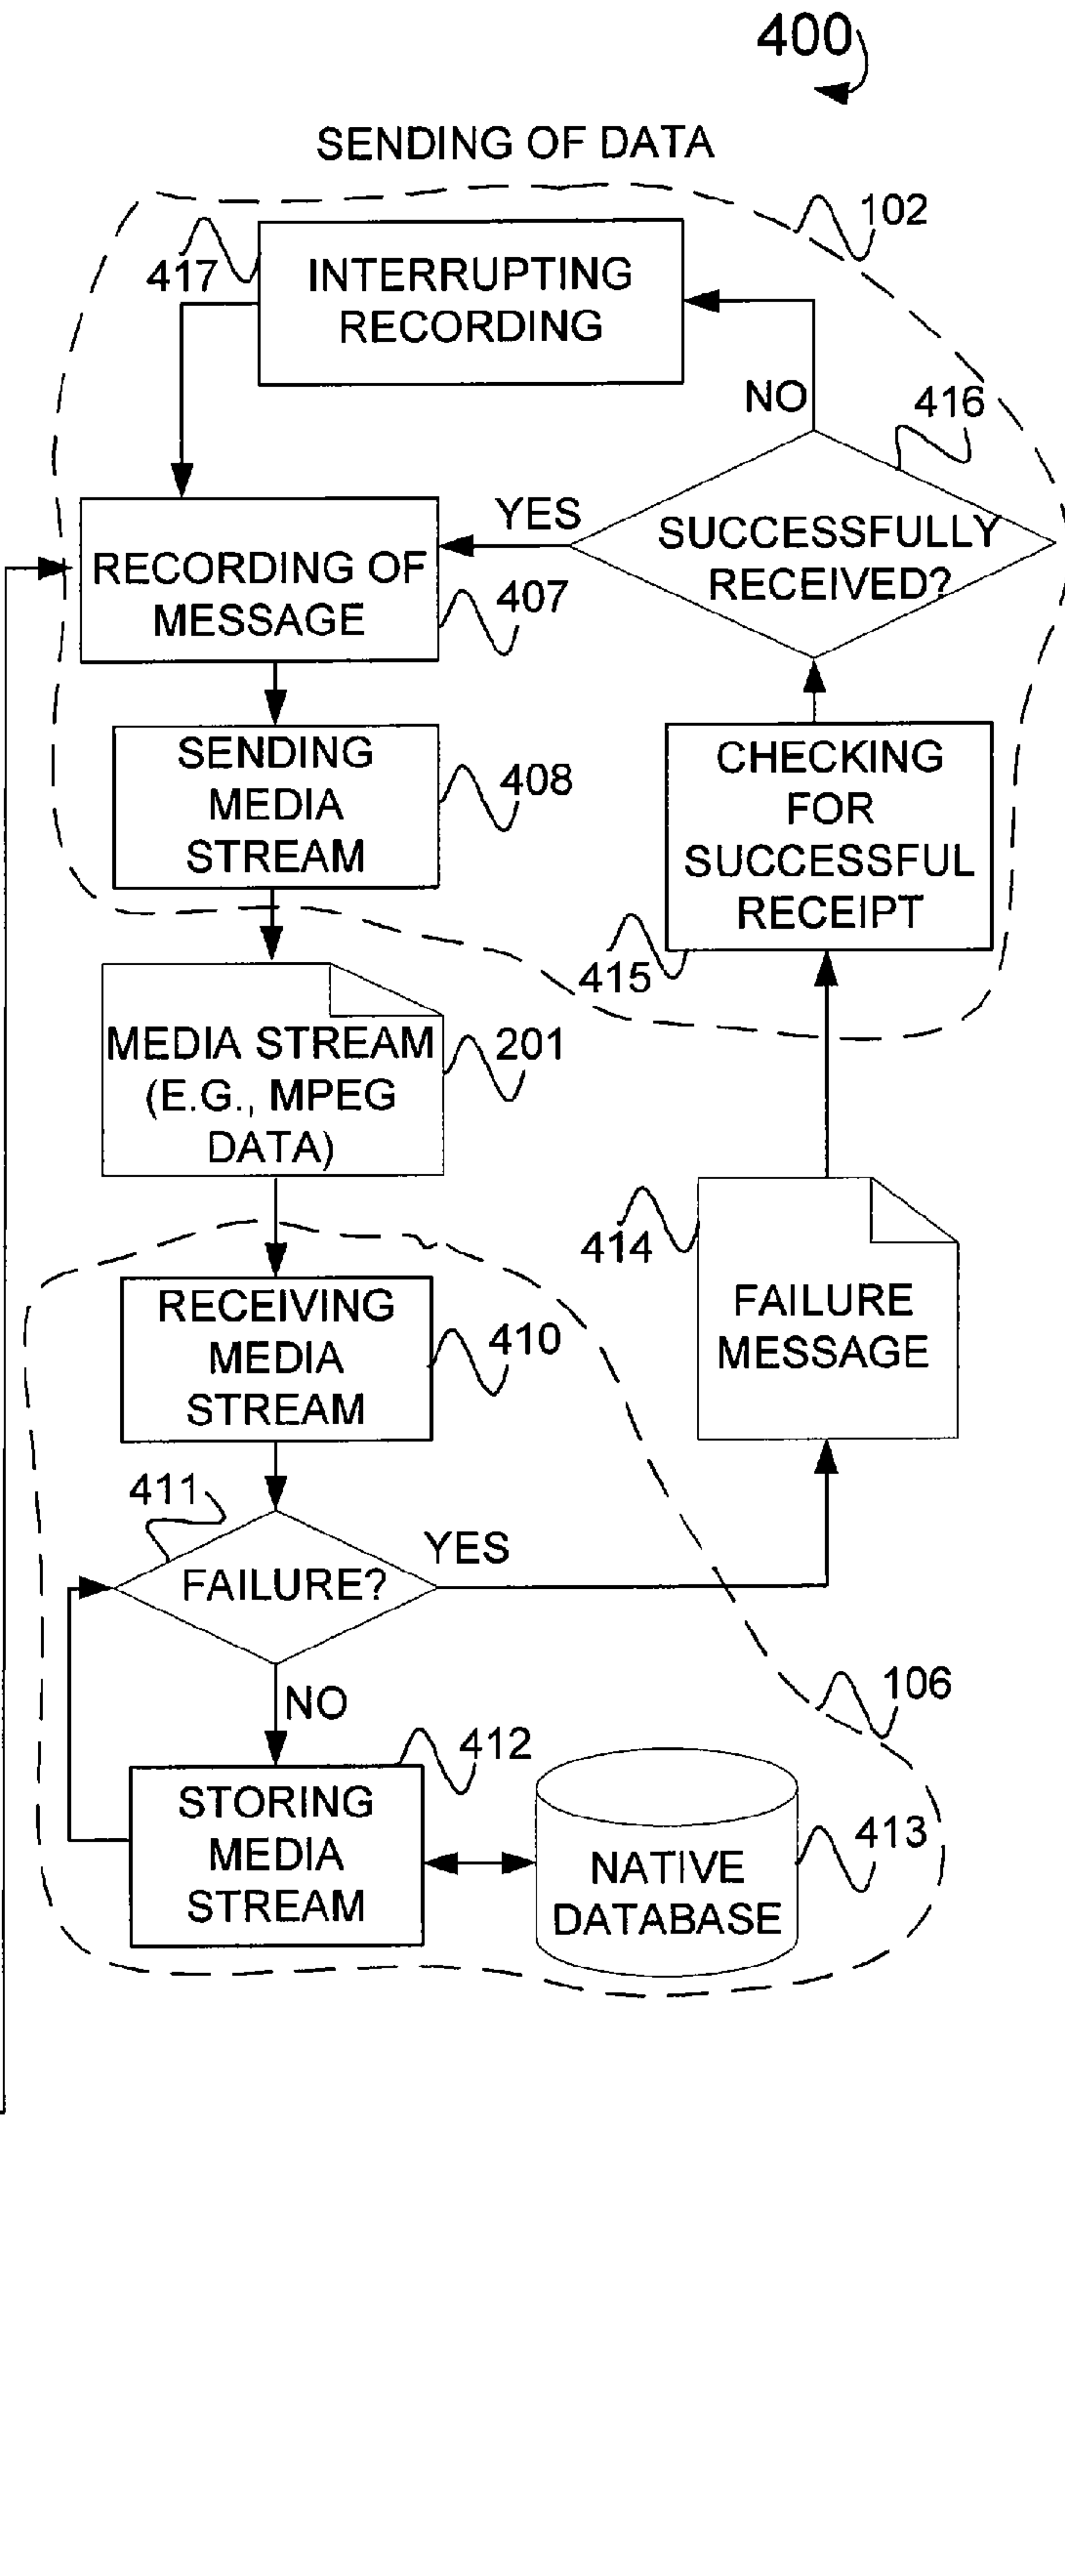 400
SENDING OF DATA
102
417
INTERRUPTING
RECORDING
NO
416
YES
SUCCESSFULLY
RECEIVED?
RECORDING OF
MESSAGE
407
SENDING
MEDIA
STREAM
408
CHECKING
FOR
SUCCESSFUL
RECEIPT
415
MEDIA STREAM
(E.G., MPEG
DATA)
201
414
FAILURE
MESSAGE
RECEIVING
MEDIA
STREAM
410
411
FAILURE?
YES
NO
106
412
STORING
MEDIA
STREAM
413
NATIVE
DATABASE